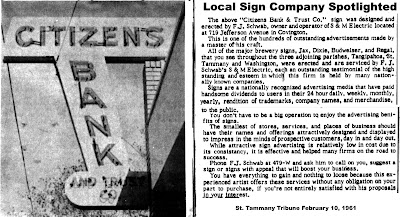 CITIZEN'S
BANK
Local Sign Company Spotlighted
The above "Citizens Bank & Trust Co." sign was designed and
erected by F.J. Schwab, owner and operator of S & M Electric located
at 719 Jefferson Avenue in Covington.
This is one of the hundreds of outstanding advertisements made by
a master of his craft.
All of the major brewery signs, Jax, Dixie, Budweiser, and Regal,
that you see throughout the three adjoining parishes, Tangipahoa, St.
Tammany and Washington, were erected and are serviced by F. J.
Schwab's S & M Electric, each an outstanding testimonial of the high
standing and esteem in which this firm is held by many nation-
ally known companies.
Signs are a nationally recognized advertising media that have paid
handsome dividends to users in their 24 hour daily, weekly, monthly,
yearly, rendition of trademarks, company names, and merchandise,
to the public.
You don't have to be a big operation to enjoy the advertising bene-
fits of signs.
The smallest of stores, services, and places of business should
have their names and offerings attractively designed and displayed
to impress in the minds of prospective customers, day in and day out.
While attractive sign advertising is relatively low in cost due to
its consistancy, it is effective and helped many firms on the road to
success.
Phone F.J. Schwab at 479-W and ask him to call on you, suggest a
sign or signs with appeal that will boost your business.
You have everything to gain and nothing to loose because this ex-
perienced artist offers these services without any obligation on your
part to purchase, if you're not entirely satisfied with his proposals
in your interest.
St. Tammany Tribune February 10, 1961